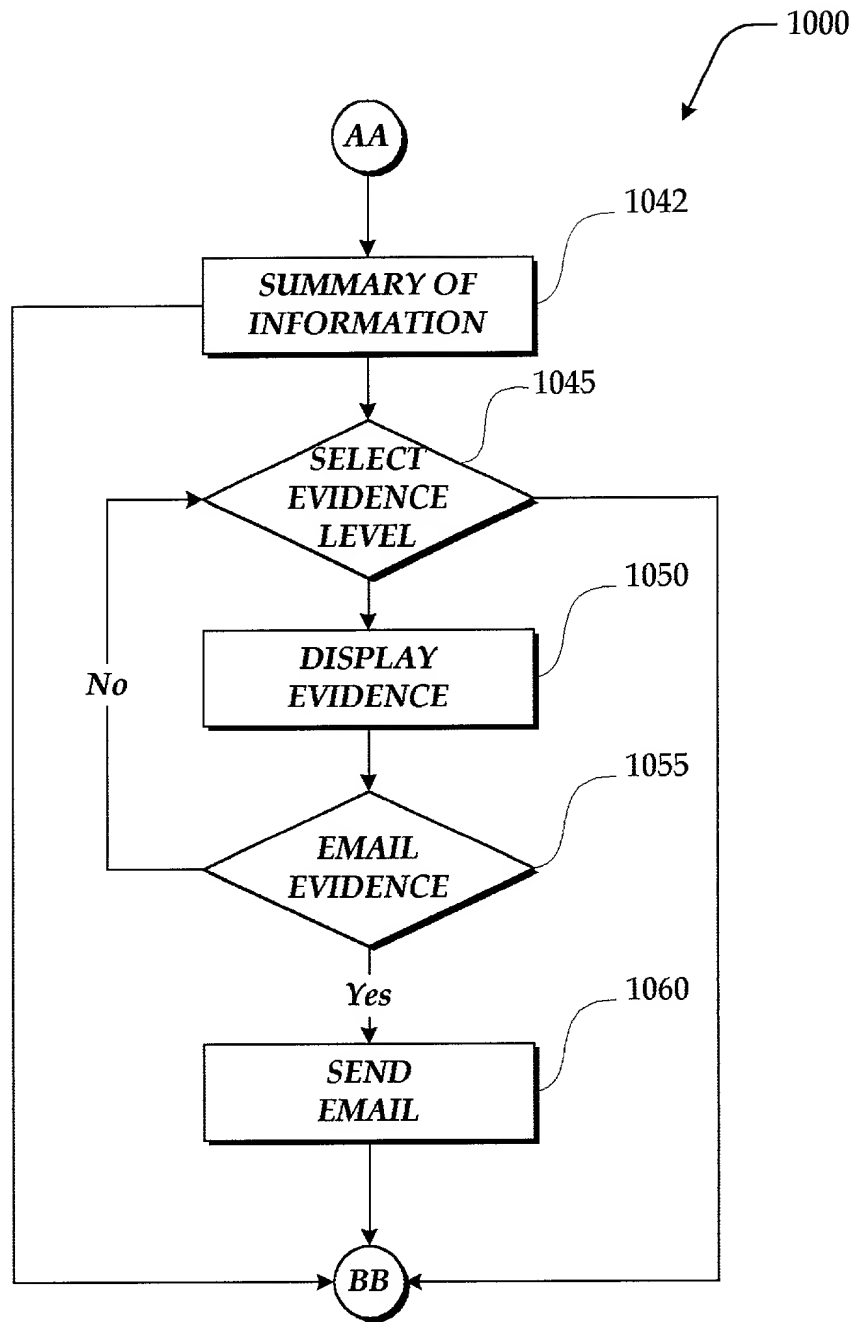 1000
AA
1042
SUMMARY OF
INFORMATION
1045
SELECT
EVIDENCE
LEVEL
1050
DISPLAY
EVIDENCE
No
1055
EMAIL
EVIDENCE
Yes
1060
SEND
EMAIL
BB